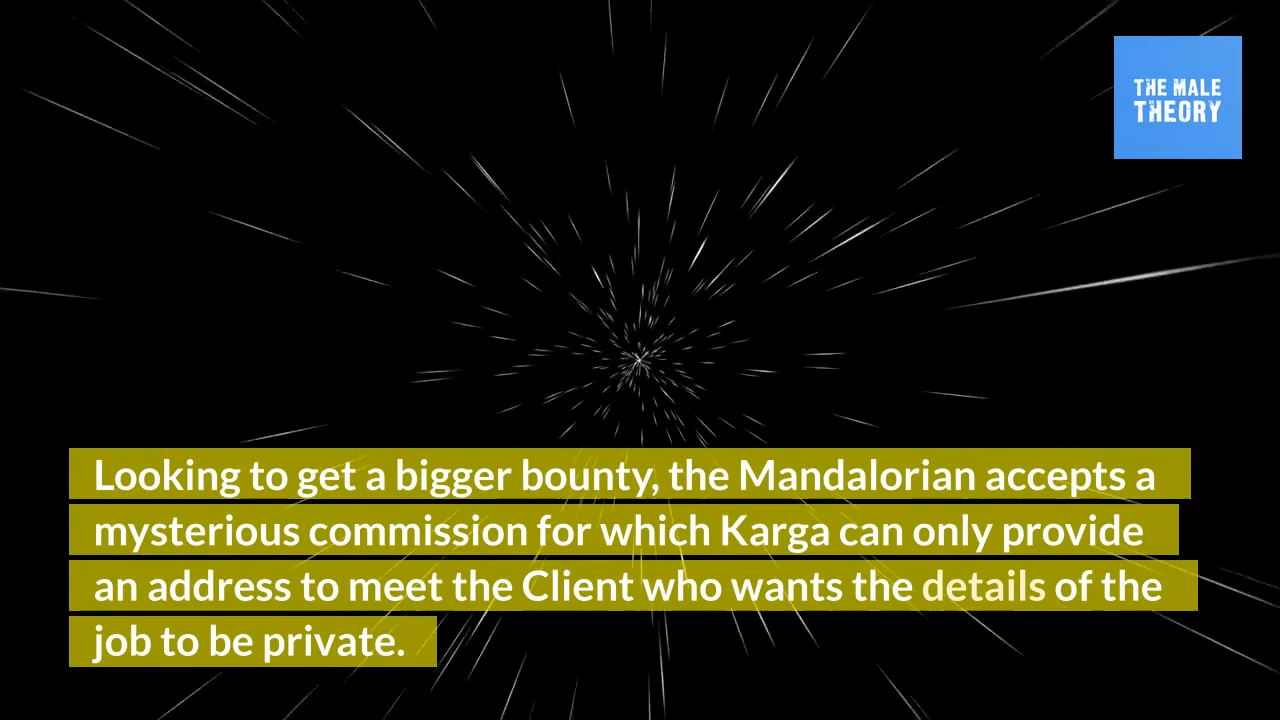 THE MALE
THEORY
Looking to get a bigger bounty, the Mandalorian accepts a
mysterious commission for which Karga can only provide
an address to meet the Client who wants the details of the
job to be private.